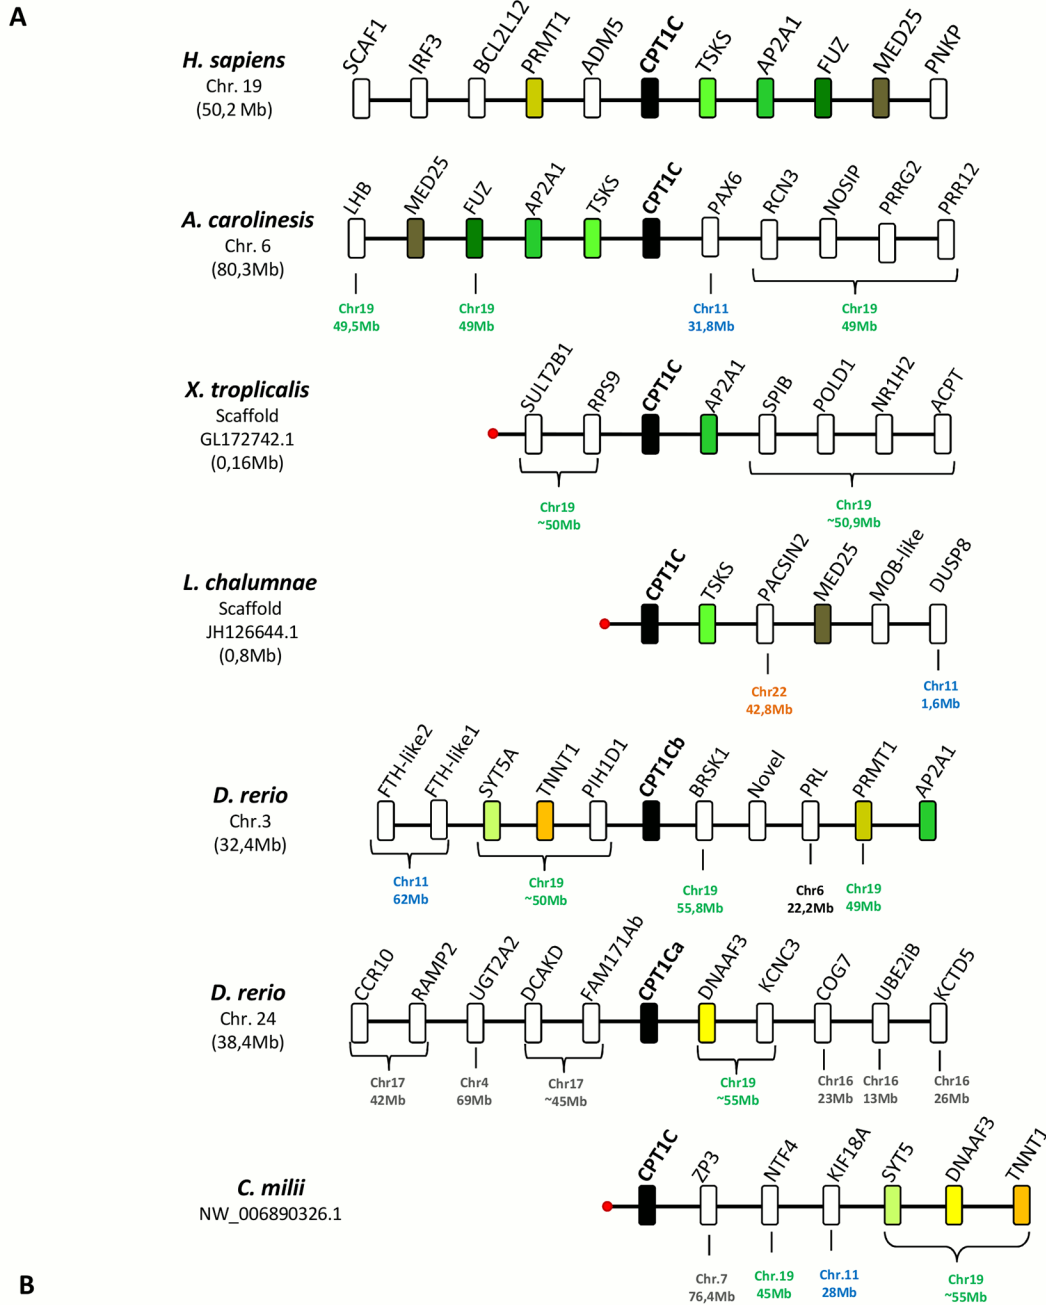 A
SCAF1 IRF3 BCL2L12 PRMT1 ADM5 CPT1C TSKS AP2A1 FUZ MED25 PNKP
H. sapiens
Chr. 19
(50,2 Mb)
LHB MED25 FUZ AP2A1 TSKS CPT1C PAX6 RCN3 NOSIP PRRG2 PRR12
A. carolinesis
Chr. 6
(80,3Mb)
Chr19 Chr19 Chr11 Chr19
49,5Mb 49Mb 31,8Mb 49Mb
SULT2B1 RPS9 CPT1C AP2A1 SPIB POLD1 NR1H2 ACPT
X. troplicalis
Scaffold
GL172742.1
(0,16Mb)
Chr19 Chr19
~50Mb ~50,9Mb
CPT1C TSKS PACSIN2 MED25 MOB-like DUSP8
L. chalumnae
Scaffold
JH126644.1
(0,8Mb)
Chr22 Chr11
42,8Mb 1,6Mb
FTH-like2 FTH-like1 SYT5A TNNT1 PIH1D1 CPT1Cb BRSK1 Novel PRL PRMT1 AP2A1
D. rerio
Chr.3
(32,4Mb)
Chr11 Chr19 Chr19 Chr6 Chr19
62Mb ~50Mb 55,8Mb 22,2Mb 49Mb
CCR10 RAMP2 UGT2A2 DCAKD FAM171Ab CPT1Ca DNAAF3 KCNC3 COG7 UBE2iB KCTD5
D. rerio
Chr. 24
(38,4Mb)
Chr17 Chr4 Chr17 Chr19 Chr16 Chr16 Chr16
42Mb 69Mb ~45Mb ~55Mb 23Mb 13Mb 26Mb
CPT1C ZP3 NTF4 KIF18A SYT5 DNAAF3 TNNT1
C. milii
NW_006890326.1
Chr.7 Chr.19 Chr.11 Chr19
76,4Mb 45Mb 28Mb ~55Mb
B